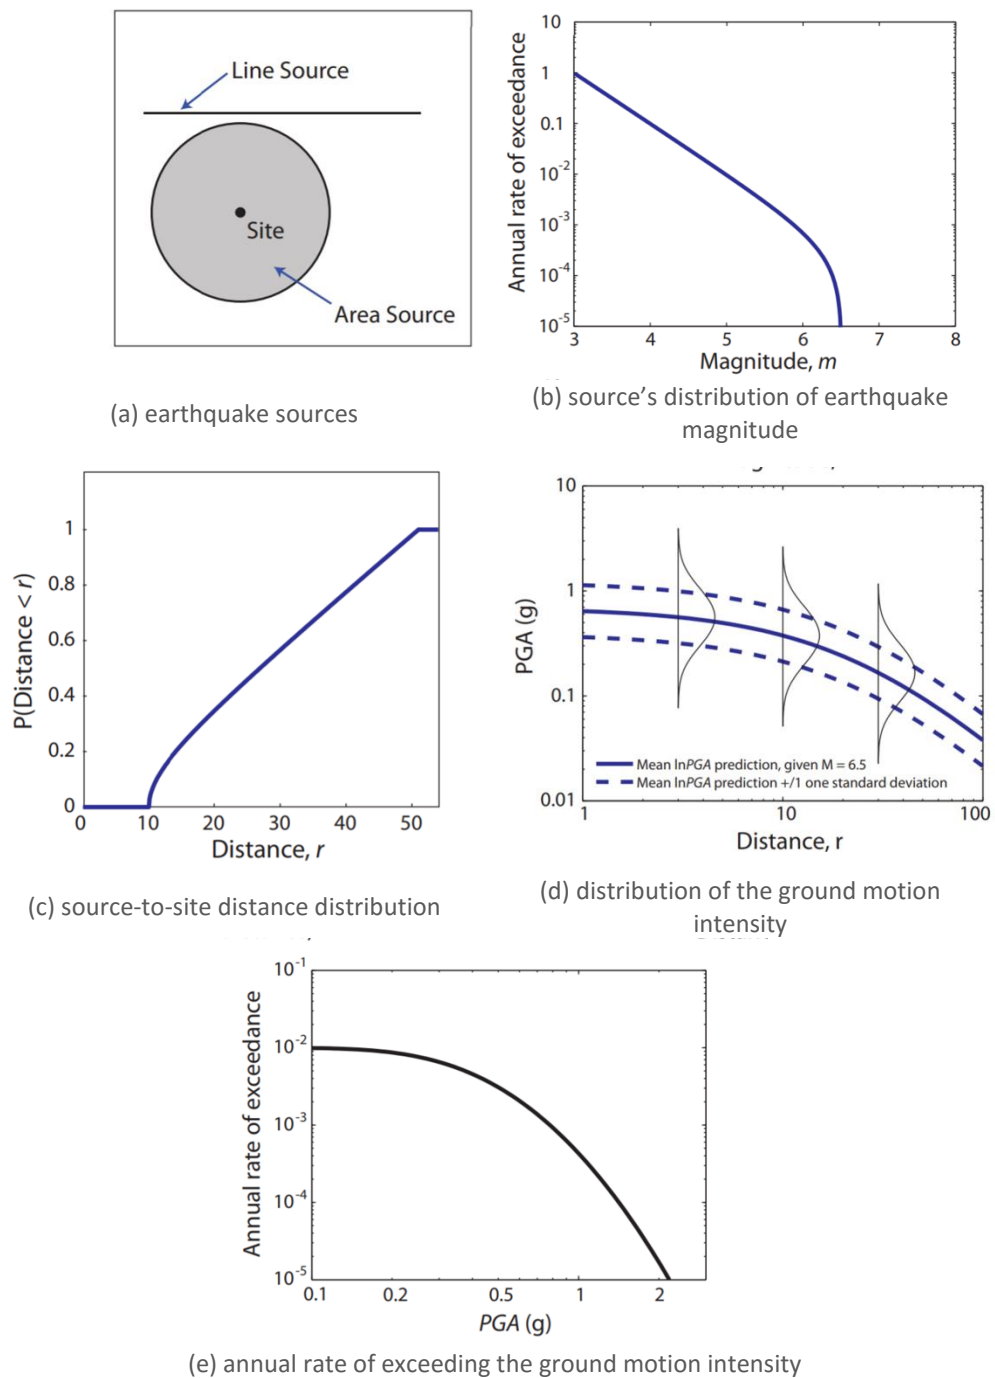 Line Source
Site
Area Source
(a) earthquake sources
Annual rate of exceedance
10
1
0.1
10-2
10-3
10-4
10-5
3 4 5 6 7 8
Magnitude, m
(b) source’s distribution of earthquake
magnitude
P(Distance < r)
1
0.8
0.6
0.4
0.2
0
0 10 20 30 40 50
Distance, r
(c) source-to-site distance distribution
PGA (g)
10
1
0.1
0.01
Mean lnPGA prediction, given M = 6.5
Mean lnPGA prediction +/1 one standard deviation
1 10 100
Distance, r
(d) distribution of the ground motion
intensity
Annual rate of exceedance
10-1
10-2
10-3
10-4
10-5
0.1 0.2 0.5 1 2
PGA (g)
(e) annual rate of exceeding the ground motion intensity